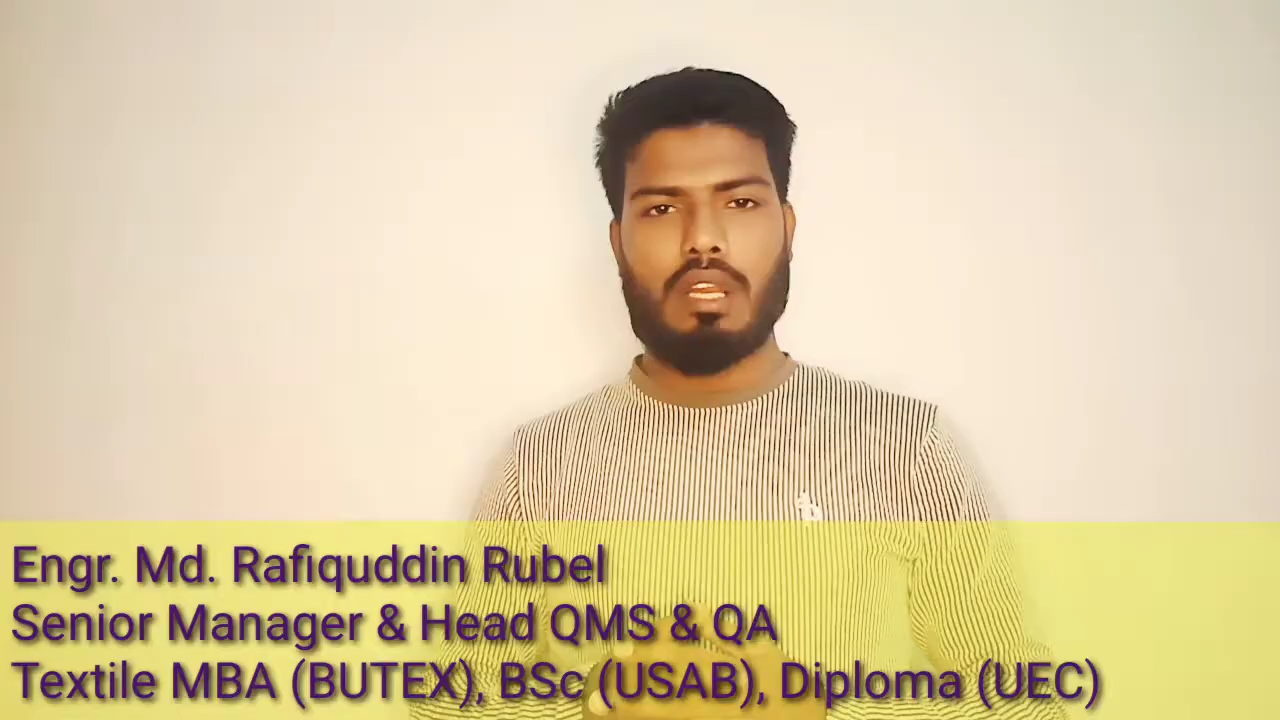 Engr. Md. Rafiquddin Rubel
Senior Manager & Head QMS & QA
Textile MBA (BUTEX), BSc (USAB), Diploma (UEC)